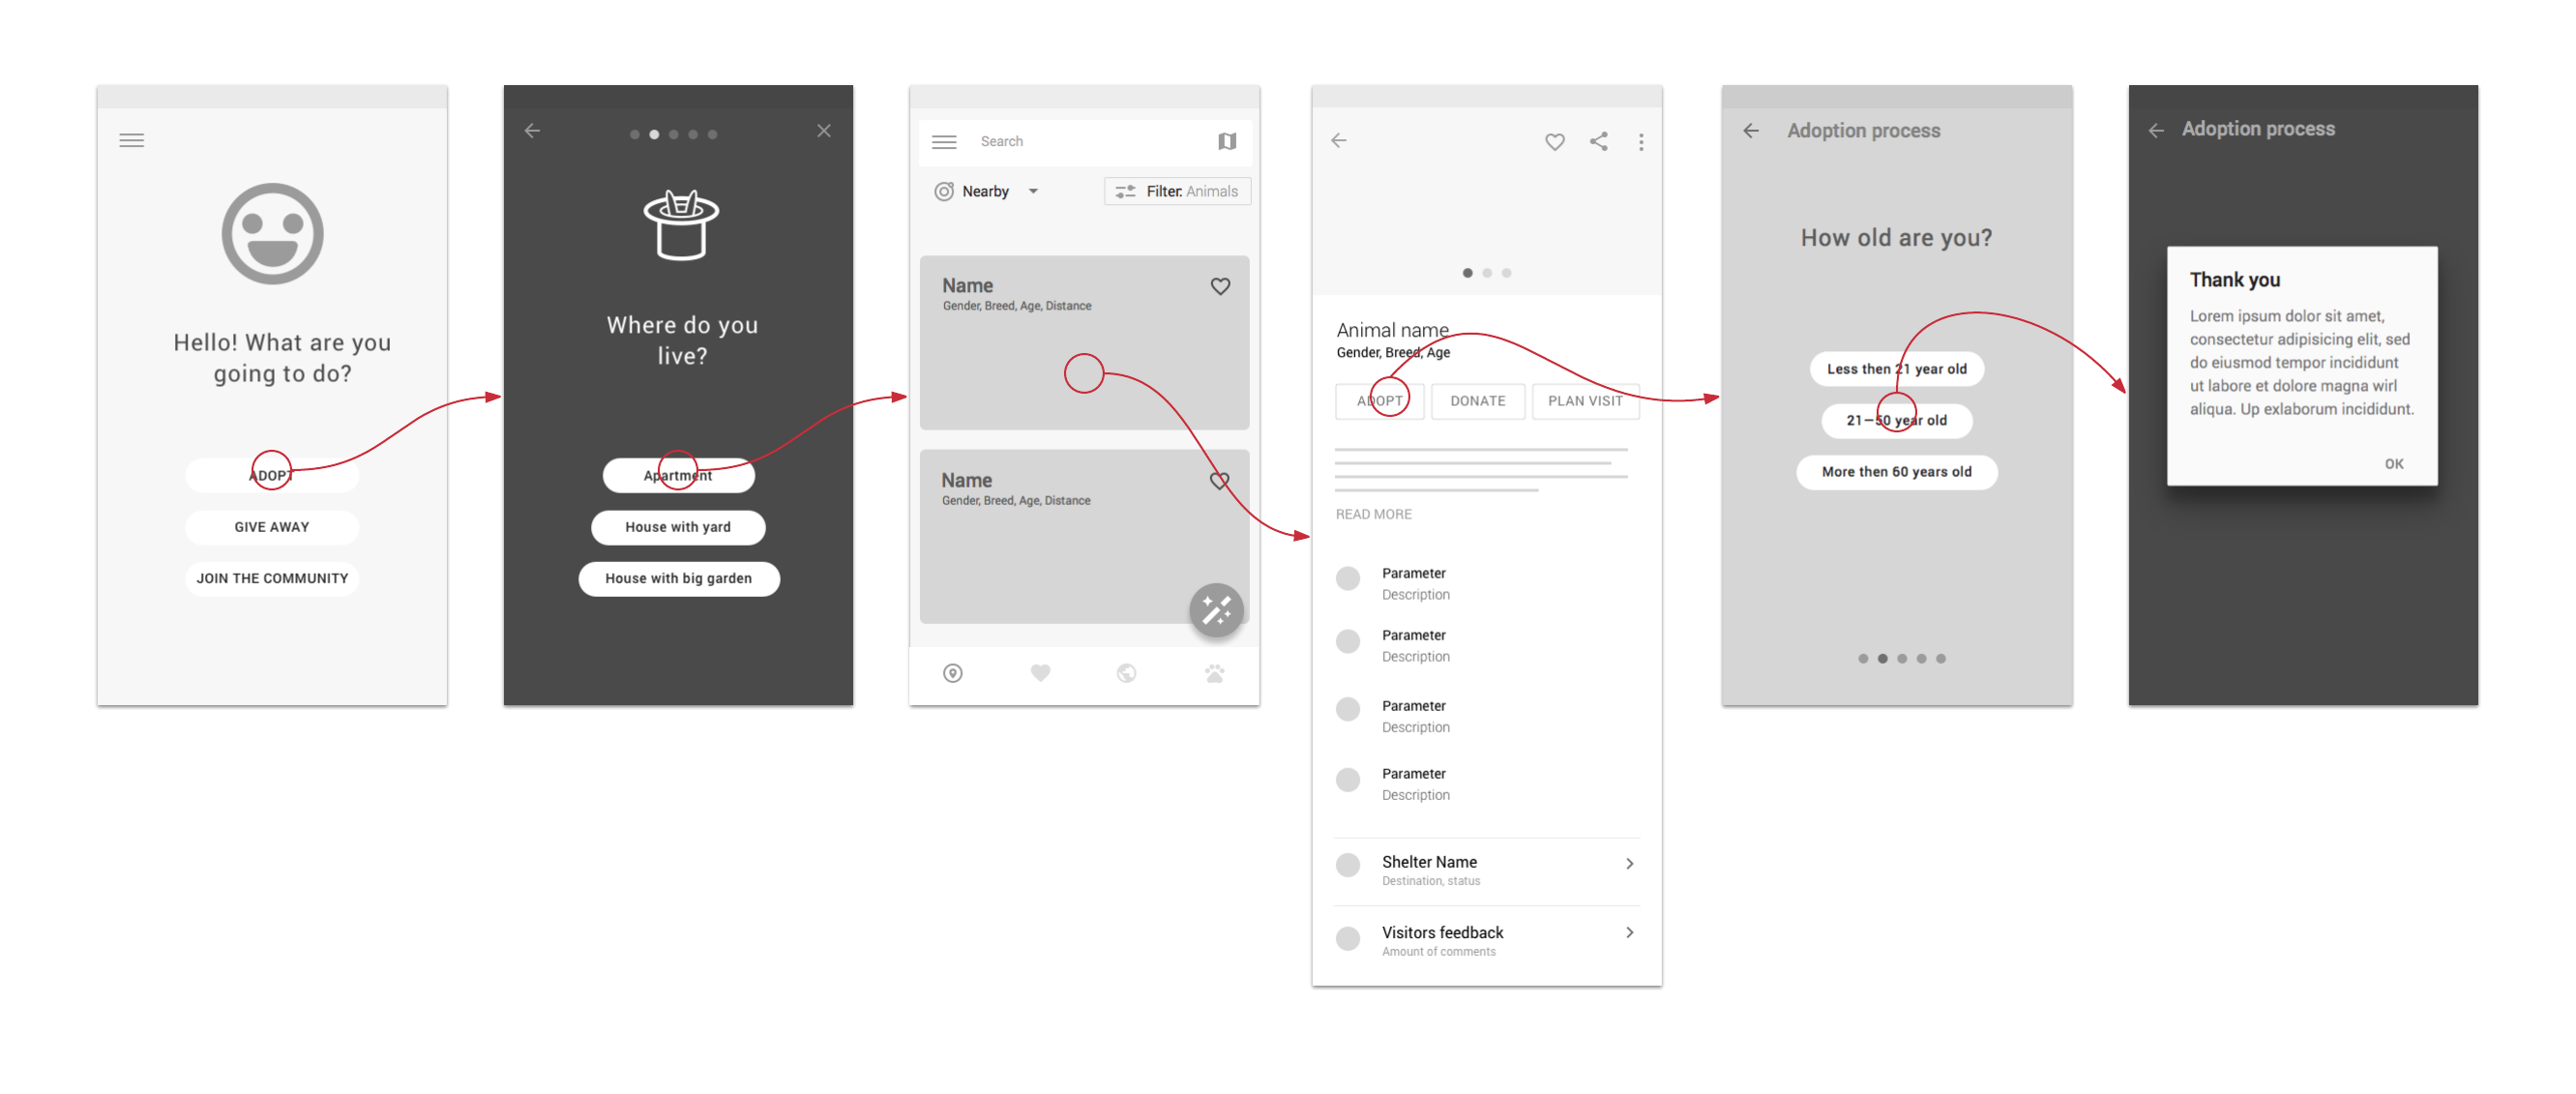 Hello! What are you
going to do?
ADOPT
GIVE AWAY
JOIN THE COMMUNITY
Where do you
live?
Apartment
House with yard
House with big garden
Search
Nearby
Filter: Animals
Name
Gender, Breed, Age, Distance
Name
Gender, Breed, Age, Distance
Animal name
Gender, Breed, Age
ADOPT
DONATE
PLAN VISIT
READ MORE
Parameter
Description
Parameter
Description
Parameter
Description
Parameter
Description
Shelter Name
Destination, status
Visitors feedback
Amount of comments
Adoption process
How old are you?
Less then 21 year old
21—50 year old
More then 60 years old
Adoption process
Thank you
Lorem ipsum dolor sit amet,
consectetur adipisicing elit, sed
do eiusmod tempor incididunt
ut labore et dolore magna wirl
aliqua. Up exlaborum incididunt.
OK